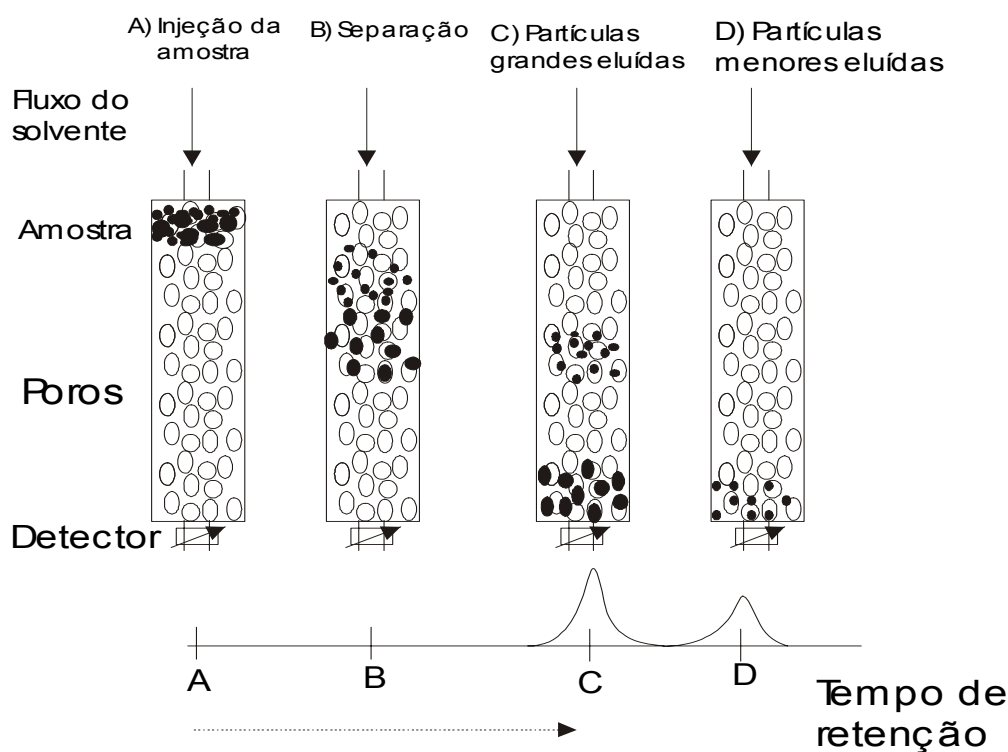 A) Injeção da
amostra
B) Separação
C) Partículas
grandes eluídas
D) Partículas
menores eluídas
Fluxo do
solvente
Amostra
Poros
Detector
A
B
C
D
Tempo de
retenção